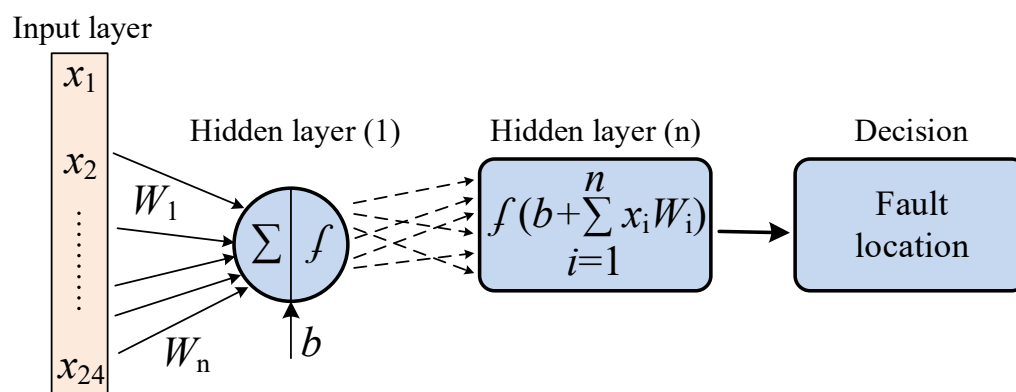 Input layer
x₁
x₂
........
x₂₄
W₁
Wₙ
Hidden layer (1)
∑ f
b
Hidden layer (n)
n
f(b+∑ xᵢWᵢ)
i=1
Decision
Fault
location